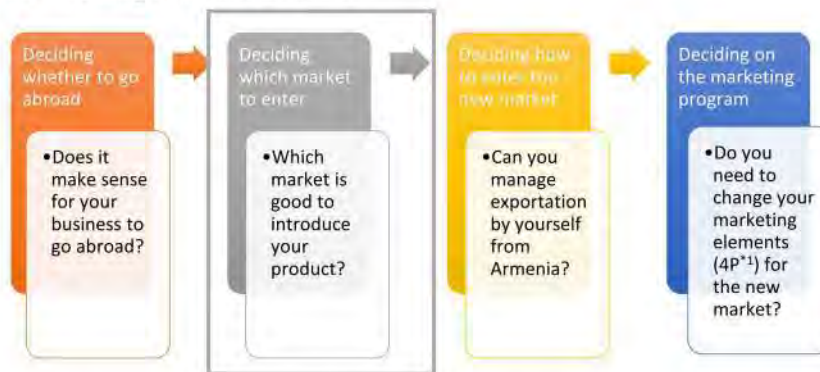 Deciding
whether to go
abroad
•Does it
make sense
for your
business to
go abroad?
Deciding
which market
to enter
•Which
market is
good to
introduce
your
product?
Deciding how
to enter the
new market
•Can you
manage
exportation
by yourself
from
Armenia?
Deciding on
the marketing
program
•Do you
need to
change your
marketing
elements
(4P*1) for
the new
market?